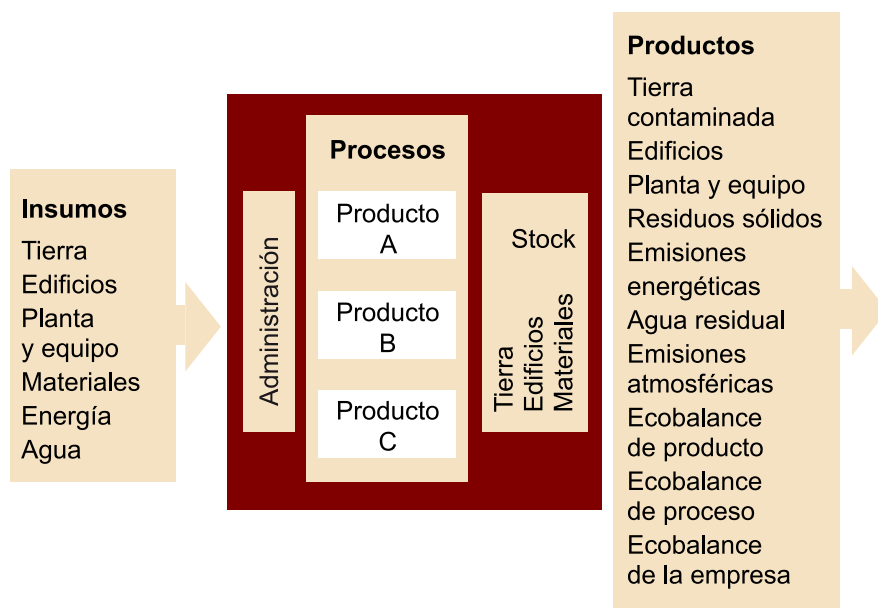 Insumos
Tierra
Edificios
Planta
y equipo
Materiales
Energía
Agua
Administración
Procesos
Producto
A
Producto
B
Producto
C
Stock
Tierra
Edificios
Materiales
Productos
Tierra
contaminada
Edificios
Planta y equipo
Residuos sólidos
Emisiones
energéticas
Agua residual
Emisiones
atmosféricas
Ecobalance
de producto
Ecobalance
de proceso
Ecobalance
de la empresa